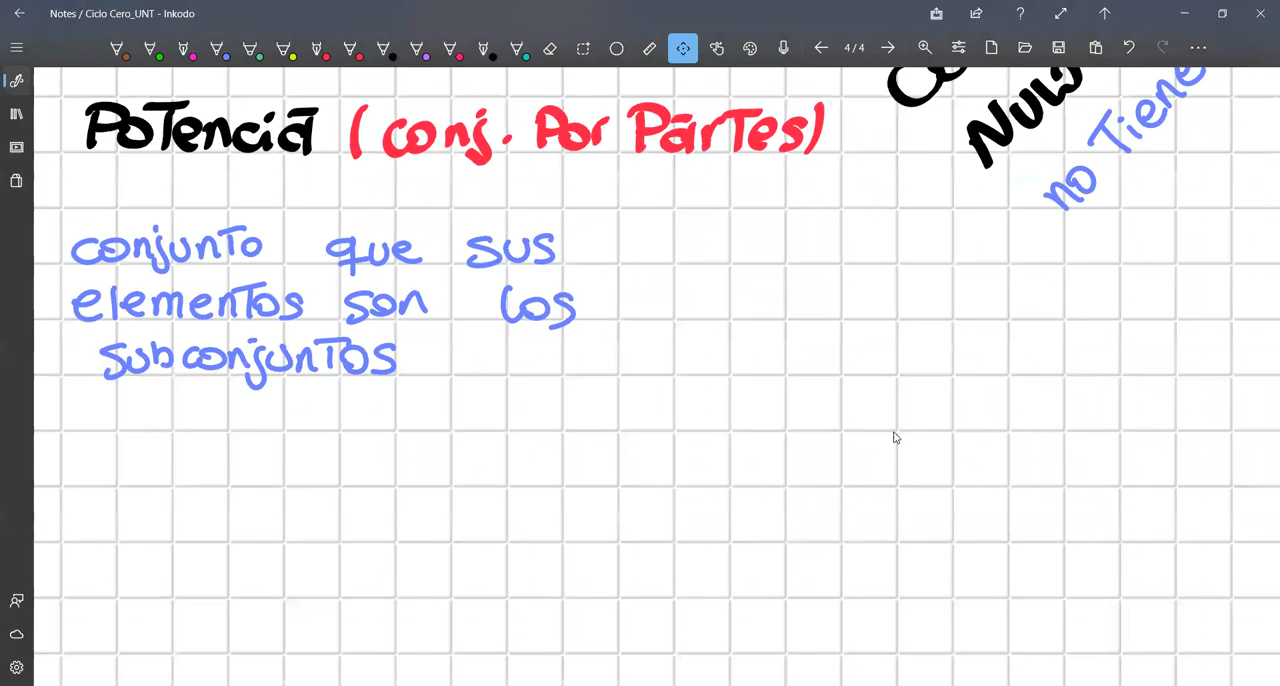 Notes / Ciclo Cero_UNT - Inkodo
4 / 4
Potencia (conj. Por Partes)
Nulo
no Tiene
conjunto que sus
elementos son los
subconjuntos